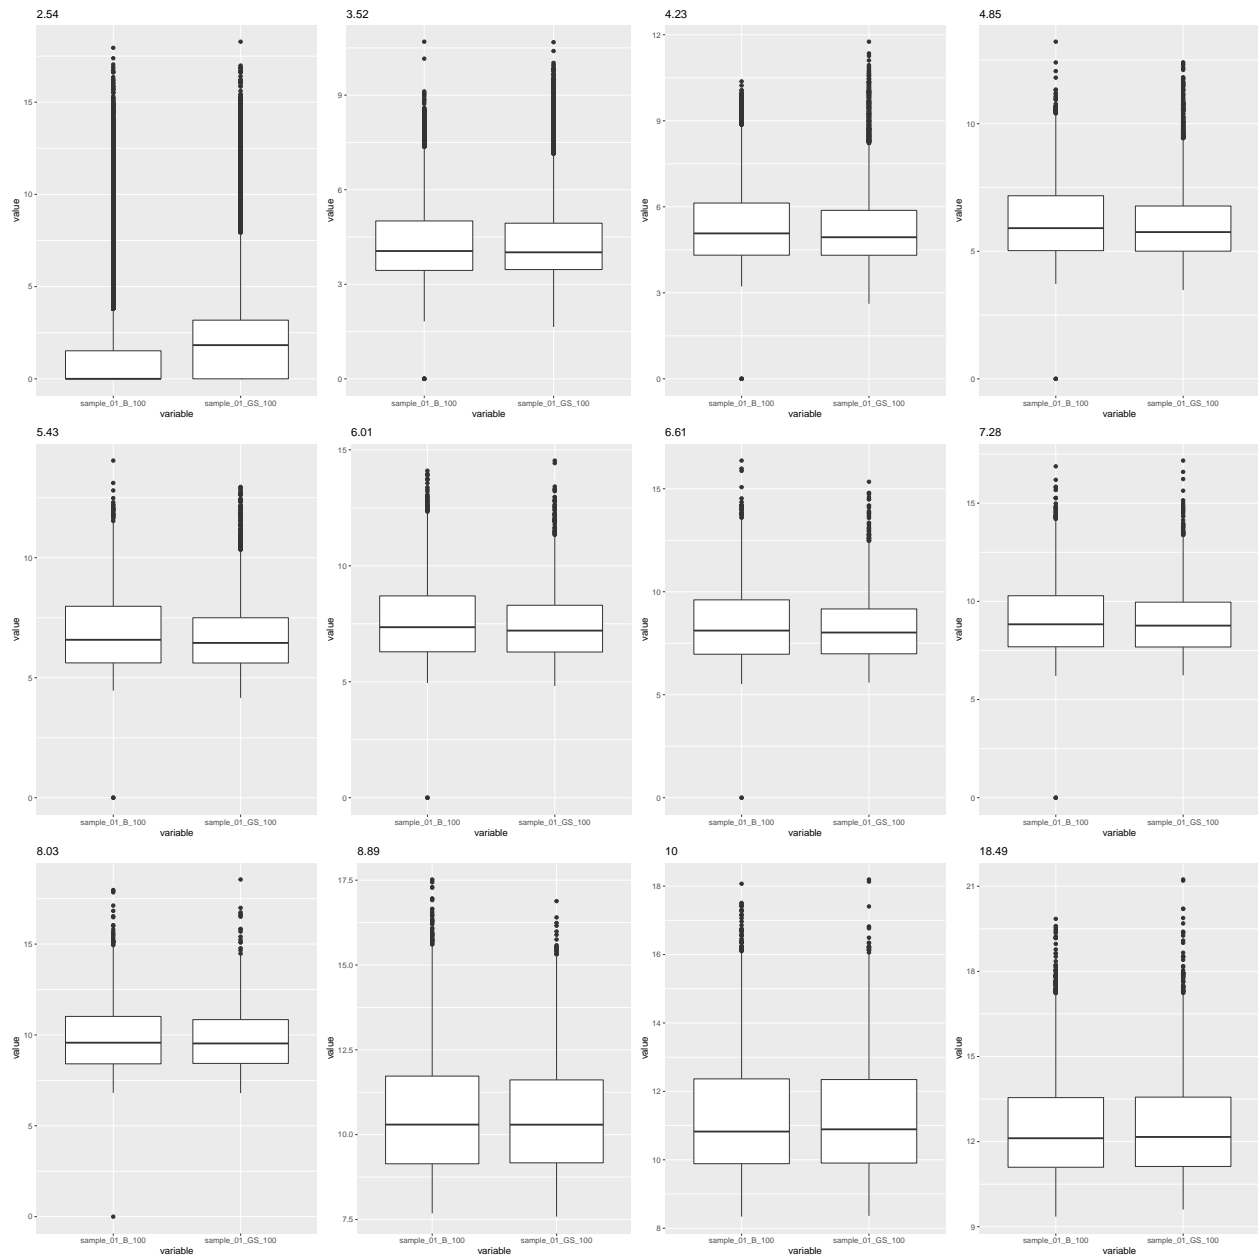 2.54
3.52
4.23
4.85
value
15
10
5
0
sample_01_B_100
sample_01_GS_100
variable
value
9
6
3
0
sample_01_B_100
sample_01_GS_100
variable
value
12
9
6
3
0
sample_01_B_100
sample_01_GS_100
variable
value
10
5
0
sample_01_B_100
sample_01_GS_100
variable
5.43
6.01
6.61
7.28
value
10
5
0
sample_01_B_100
sample_01_GS_100
variable
value
15
10
5
0
sample_01_B_100
sample_01_GS_100
variable
value
15
10
5
0
sample_01_B_100
sample_01_GS_100
variable
value
15
10
5
0
sample_01_B_100
sample_01_GS_100
variable
8.03
8.89
10
18.49
value
15
10
5
0
sample_01_B_100
sample_01_GS_100
variable
value
17.5
15.0
12.5
10.0
7.5
sample_01_B_100
sample_01_GS_100
variable
value
18
16
14
12
10
8
sample_01_B_100
sample_01_GS_100
variable
value
21
18
15
12
9
sample_01_B_100
sample_01_GS_100
variable